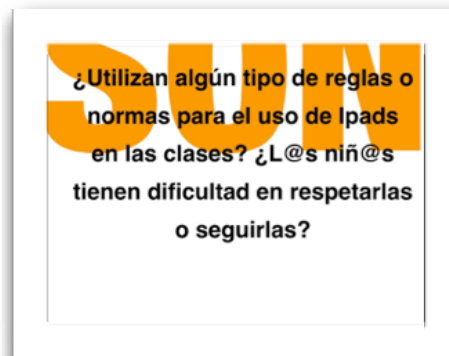 SUN
¿Utilizan algún tipo de reglas o
normas para el uso de Ipads
en las clases? ¿L@s niñ@s
tienen dificultad en respetarlas
o seguirlas?